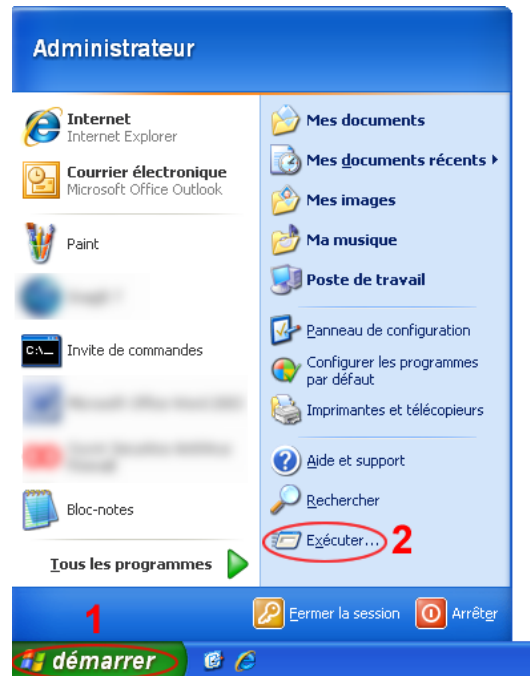 Administrateur
Internet
Internet Explorer
Courrier électronique
Microsoft Office Outlook
Paint
C:\_
Invite de commandes
Bloc-notes
Tous les programmes
Mes documents
Mes documents récents
Mes images
Ma musique
Poste de travail
Panneau de configuration
Configurer les programmes
par défaut
Imprimantes et télécopieurs
Aide et support
Rechercher
Exécuter...
2
Fermer la session
Arrêter
1
démarrer